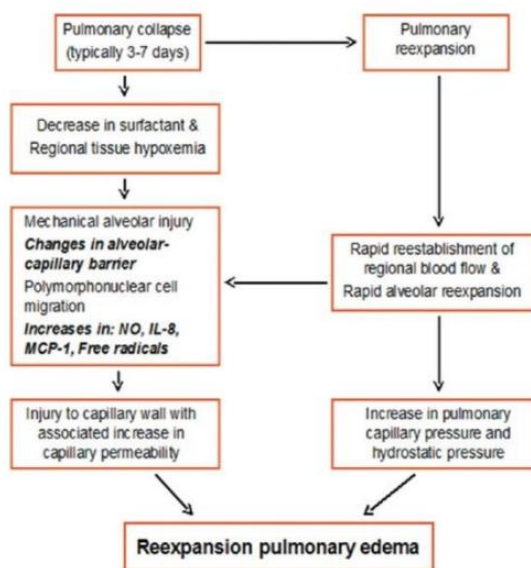 Pulmonary collapse
(typically 3-7 days)
Pulmonary
reexpansion
Decrease in surfactant &
Regional tissue hypoxemia
Mechanical alveolar injury
Changes in alveolar-
capillary barrier
Polymorphonuclear cell
migration
Increases in: NO, IL-8,
MCP-1, Free radicals
Rapid reestablishment of
regional blood flow &
Rapid alveolar reexpansion
Injury to capillary wall with
associated increase in
capillary permeability
Increase in pulmonary
capillary pressure and
hydrostatic pressure
Reexpansion pulmonary edema